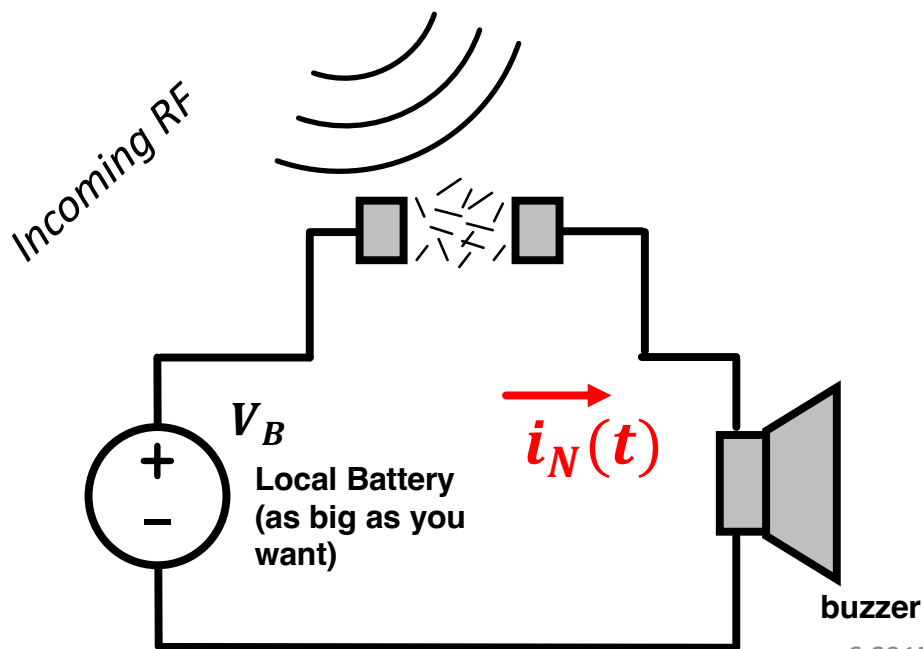 Incoming RF
V_B
+
−
Local Battery
(as big as you
want)
i_N(t)
buzzer